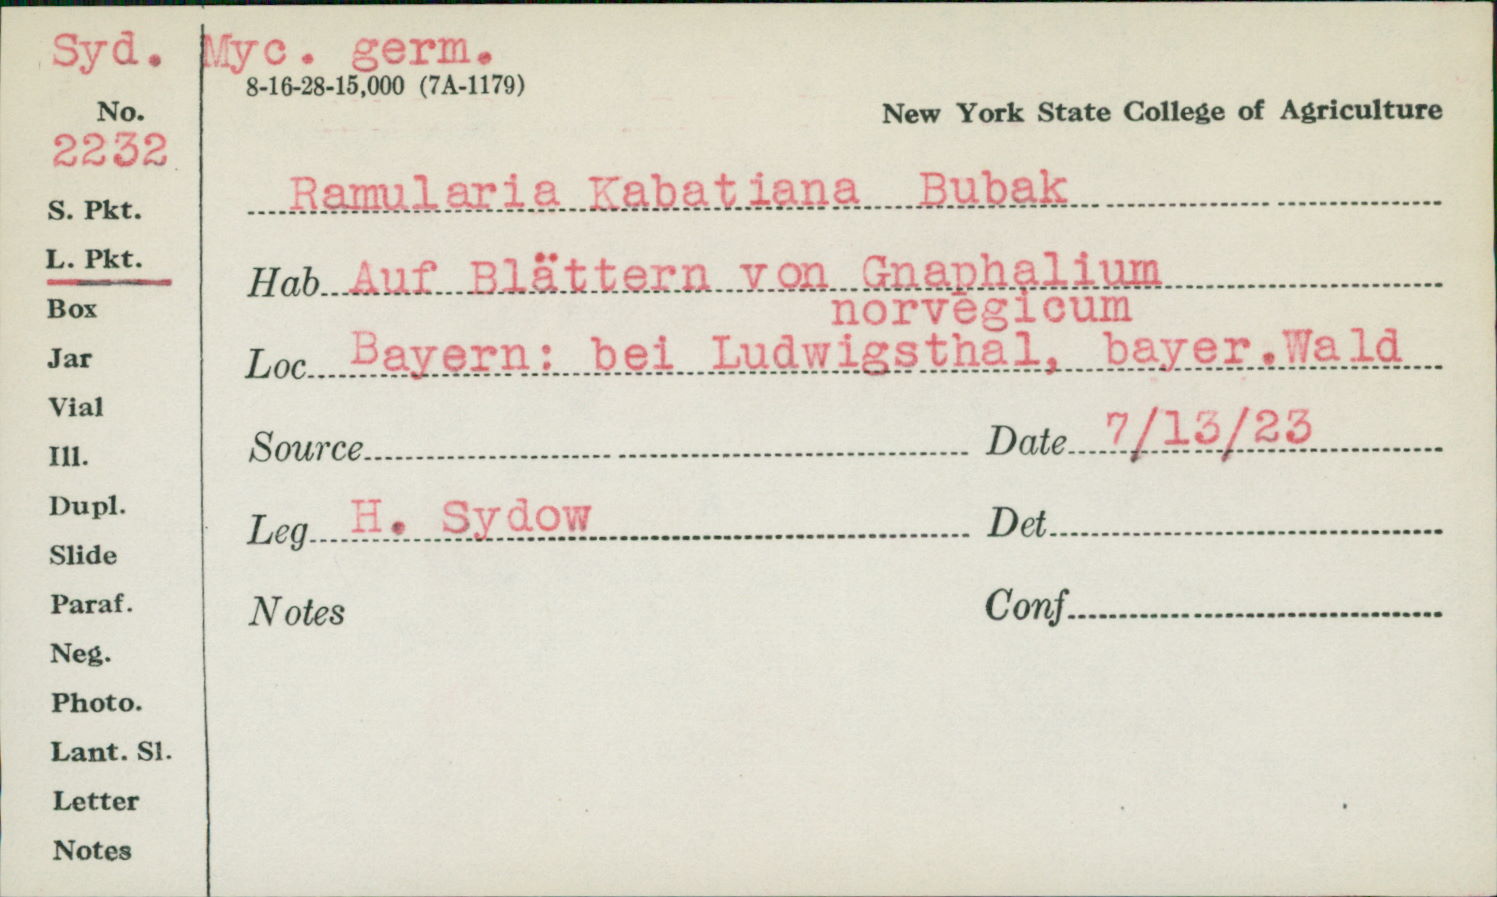 Syd. Myc. germ.
8-16-28-15,000 (7A-1179)
New York State College of Agriculture
No.
2232
S. Pkt.
L. Pkt.
Box
Jar
Vial
Ill.
Dupl.
Slide
Paraf.
Neg.
Photo.
Lant. Sl.
Letter
Notes
Ramularia Kabatiana Bubak
Hab Auf Blättern von Gnaphalium
norvegicum
Loc Bayern: bei Ludwigsthal, bayer.Wald
Source Date 7/13/23
Leg H. Sydow Det
Notes Conf